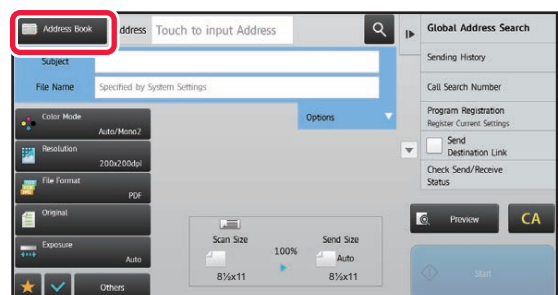 Address Book
ddress
Touch to input Address
Subject
File Name
Specified by System Settings
Options
Color Mode
Auto/Mono2
Resolution
200x200dpi
File Format
PDF
Original
Exposure
Auto
Others
Scan Size
100%
Send Size
Auto
8½x11
8½x11
Global Address Search
Sending History
Call Search Number
Program Registration
Register Current Settings
Send
Destination Link
Check Send/Receive
Status
Preview
CA
Start